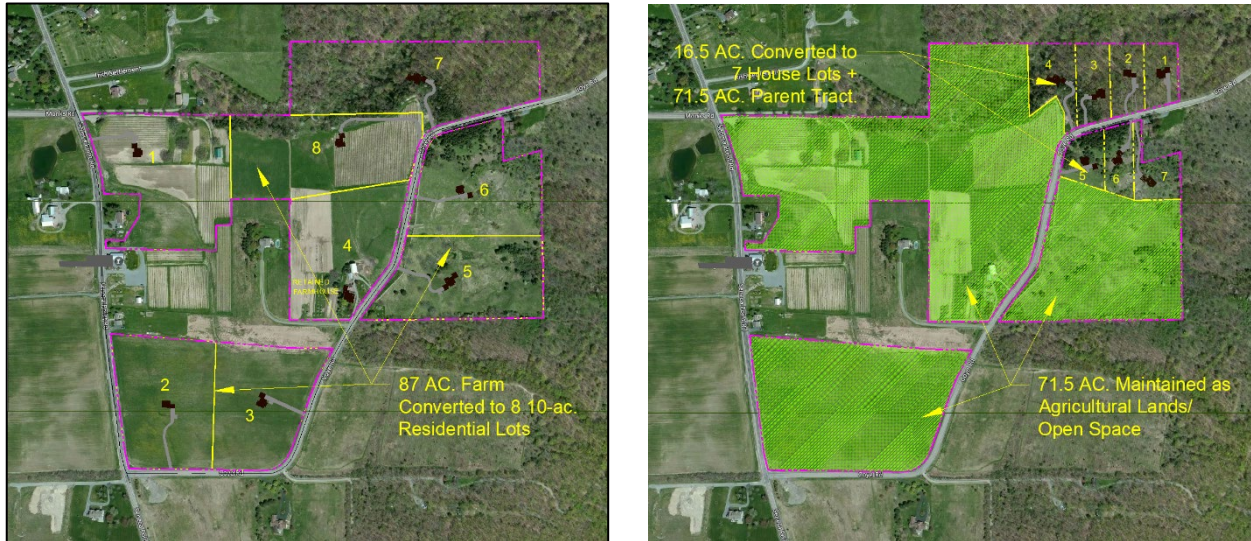 7
8
1
6
4
5
2
3
87 AC. Farm
Converted to 8 10-ac.
Residential Lots
16.5 AC. Converted to
7 House Lots +
71.5 AC. Parent Tract.
4
3
2
1
5
6
7
71.5 AC. Maintained as
Agricultural Lands/
Open Space